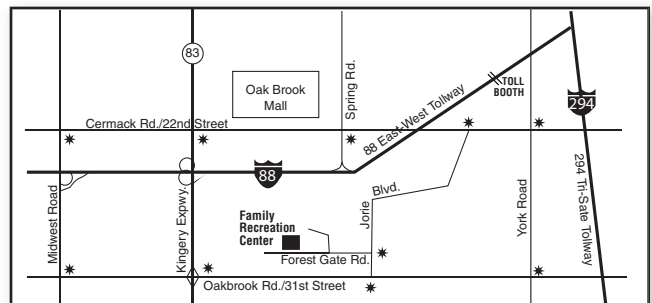 83
Oak Brook
Mall
Spring Rd.
88 East-West Tollway
TOLL
BOOTH
294
Cermack Rd./22nd Street
88
Midwest Road
Kingery Expwy.
Family
Recreation
Center
Jorie
Blvd.
York Road
294 Tri-Sate Tollway
Forest Gate Rd.
Oakbrook Rd./31st Street